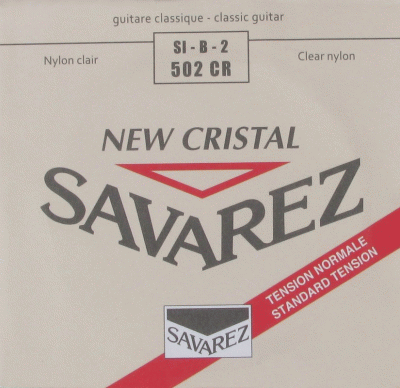 guitare classique - classic guitar
SI - B - 2
Nylon clair
502 CR
Clear nylon
NEW CRISTAL
SAVAREZ
TENSION NORMALE
STANDARD TENSION
SAVAREZ